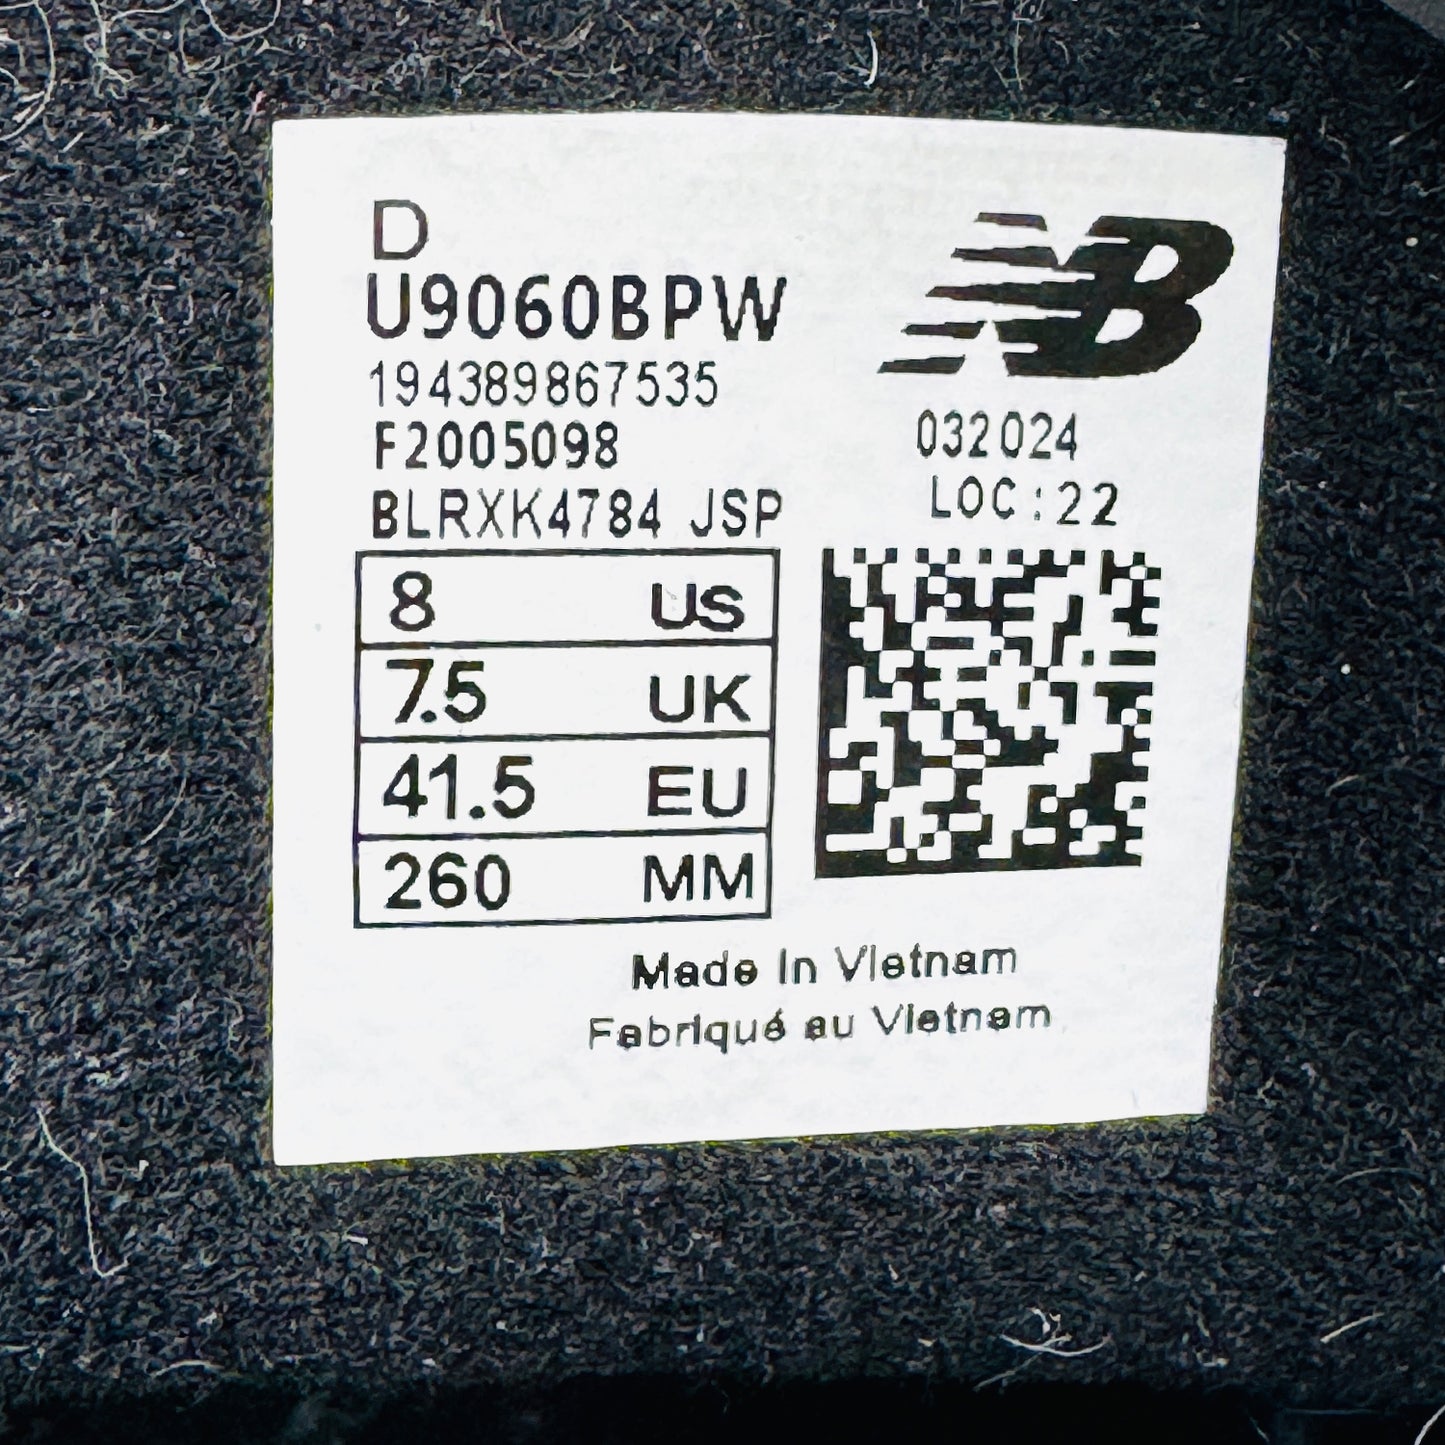 D
U9060BPW
194389867535
F2005098
BLRXK4784 JSP
NB
032024
LOC:22
8 US
7.5 UK
41.5 EU
260 MM
Made In Vietnam
Fabriqué au Vietnam